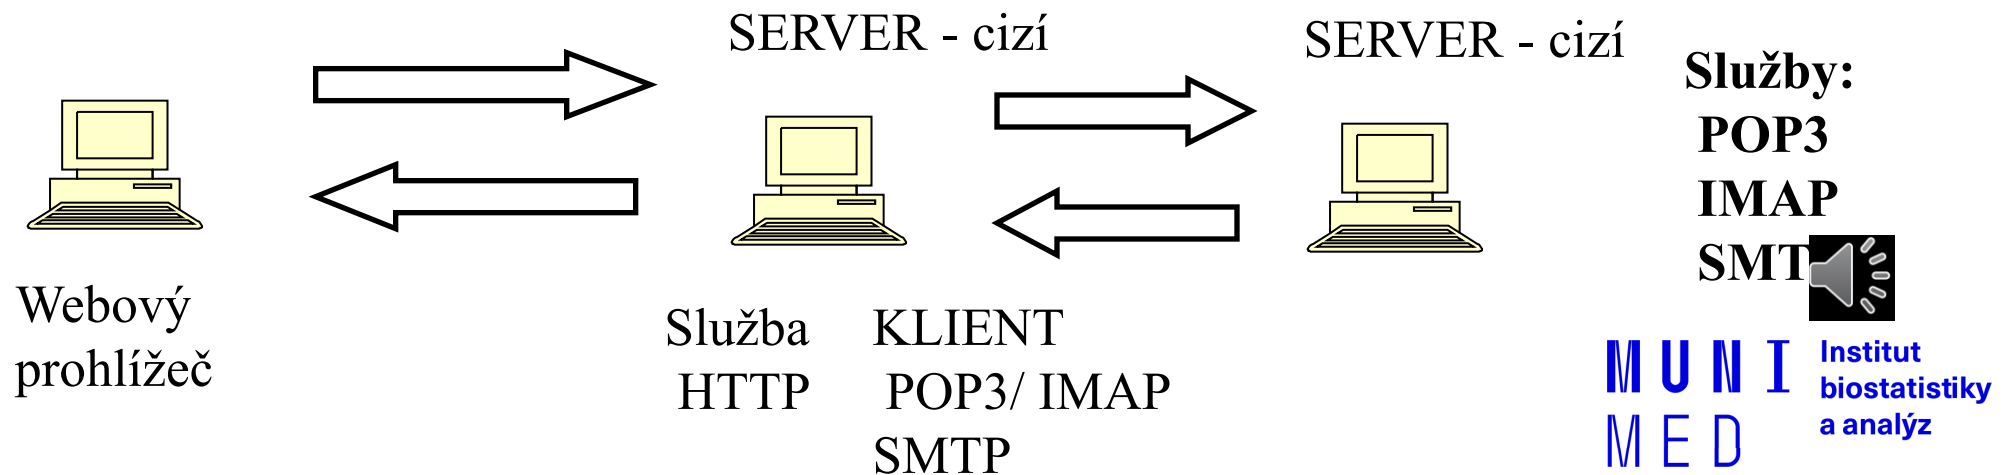 SERVER - cizí
SERVER - cizí
Služby:
POP3
IMAP
SMT
Webový
prohlížeč
Služba KLIENT
HTTP POP3/ IMAP
SMTP
MUNI
MED
Institut
biostatistiky
a analýz